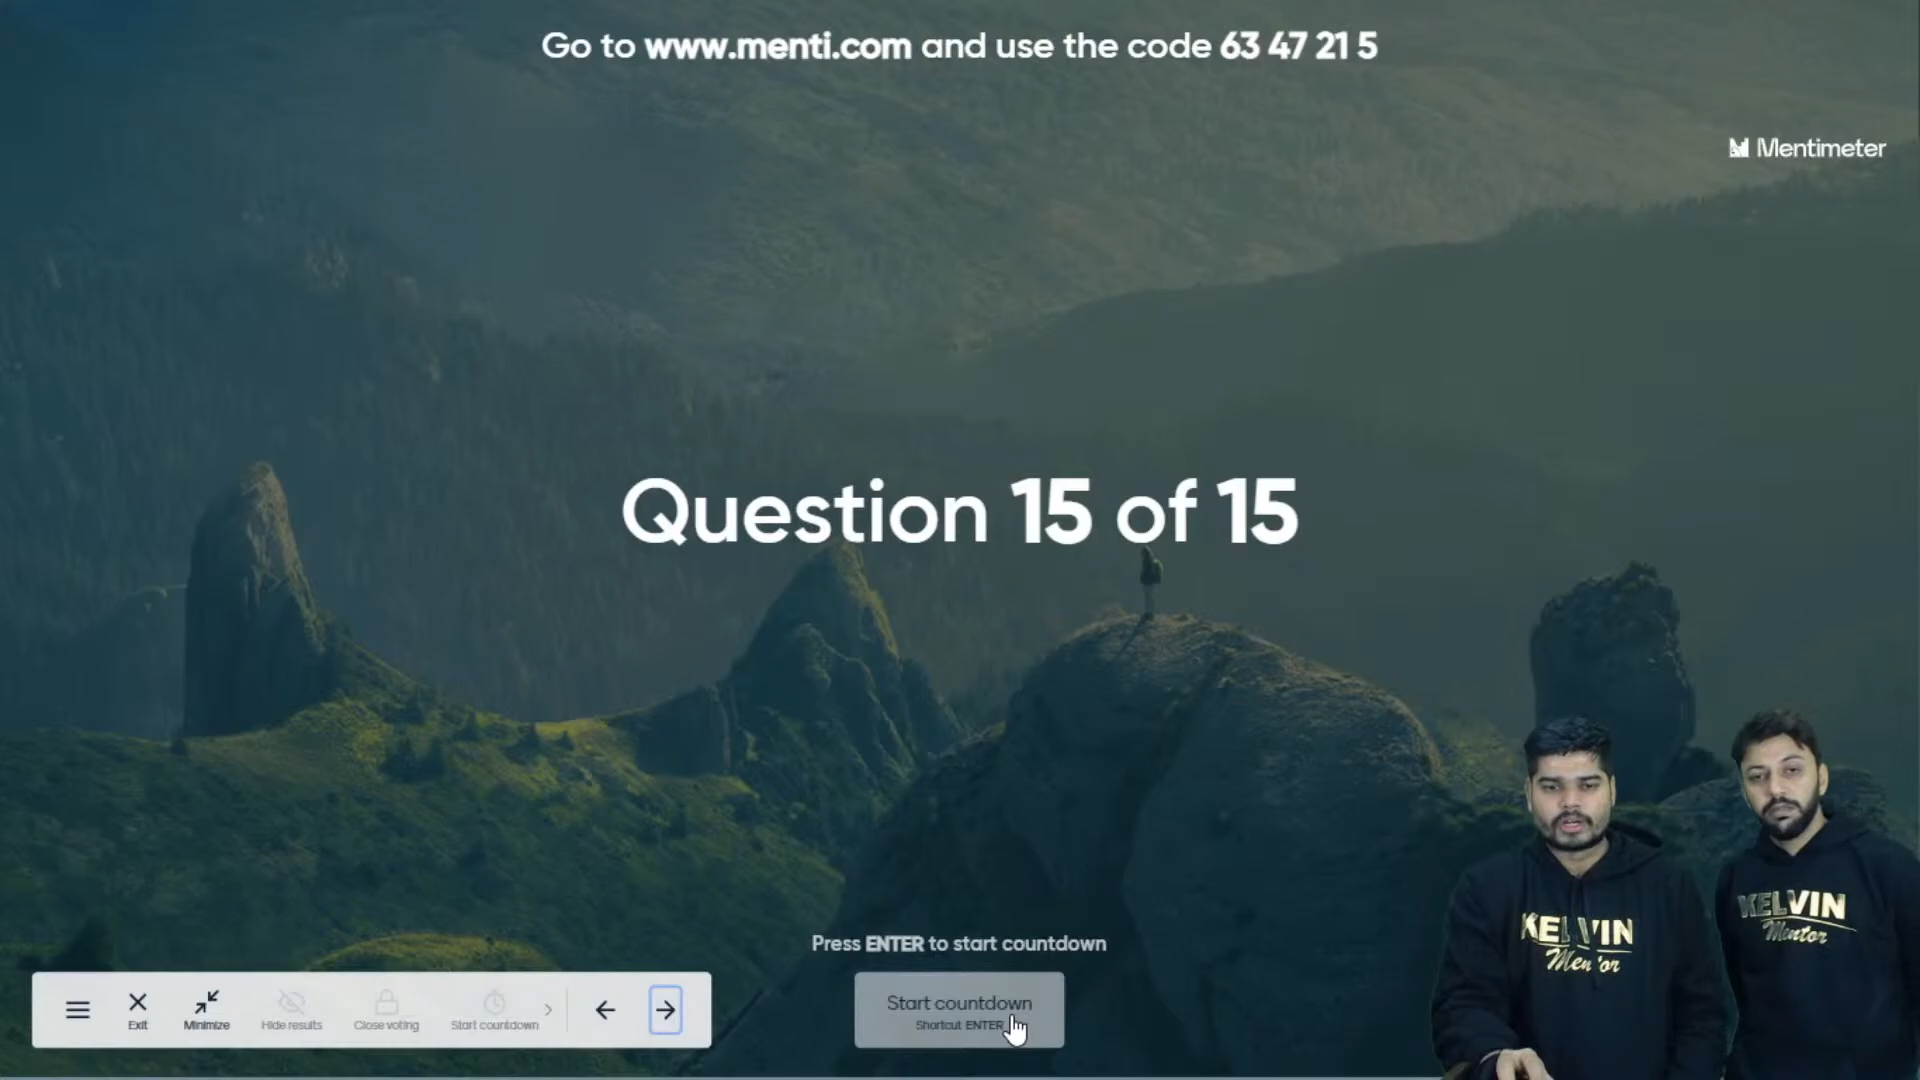 Go to www.menti.com and use the code 63 47 21 5
Mentimeter
Question 15 of 15
Press ENTER to start countdown
Start countdown
Shortcut ENTER
Exit
Minimize
Hide results
Close voting
Start countdown
KELVIN
Mentor
KELVIN
Mentor